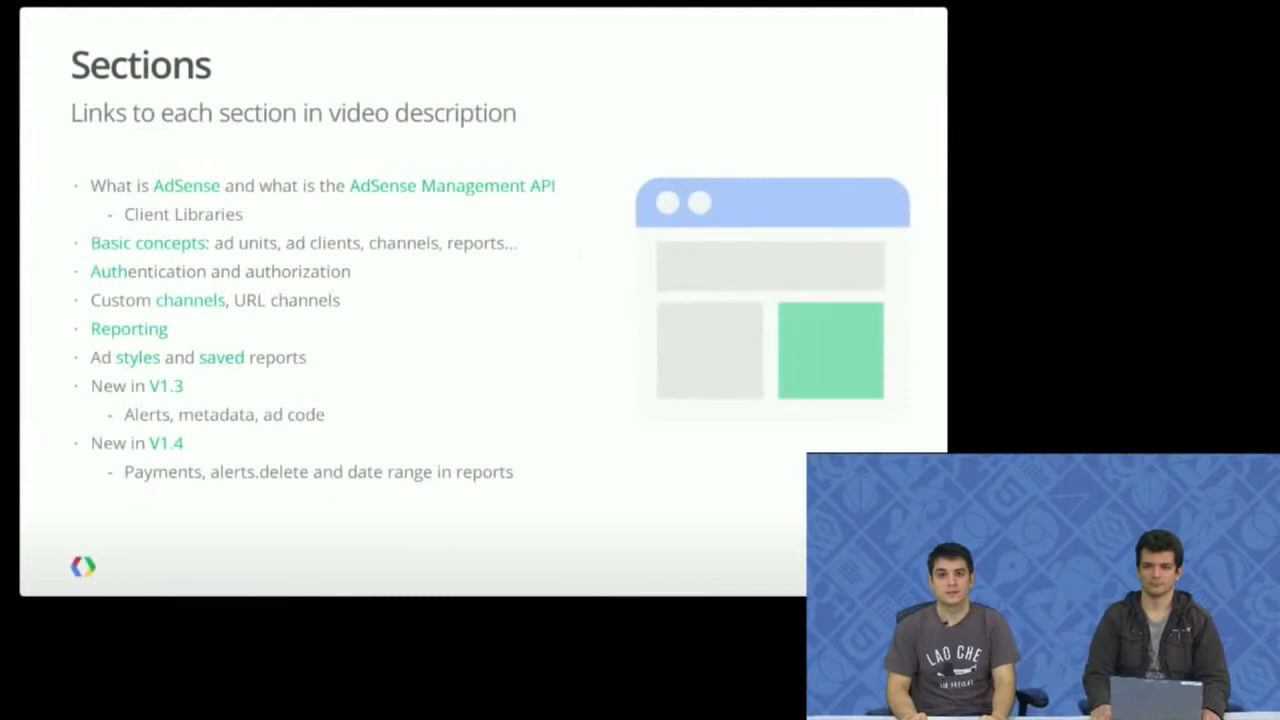 Sections
Links to each section in video description
· What is AdSense and what is the AdSense Management API
- Client Libraries
· Basic concepts: ad units, ad clients, channels, reports...
· Authentication and authorization
· Custom channels, URL channels
· Reporting
· Ad styles and saved reports
· New in V1.3
- Alerts, metadata, ad code
· New in V1.4
- Payments, alerts.delete and date range in reports
LAO CHE
AIR FREIGHT